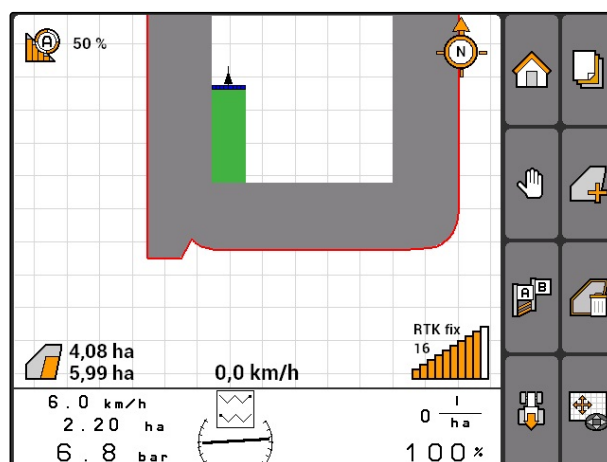 A
50 %
N
A B
RTK fix
16
4,08 ha
5,99 ha
0,0 km/h
6.0 km/h
2.20 ha
6.8 bar
0 l/ha
100%